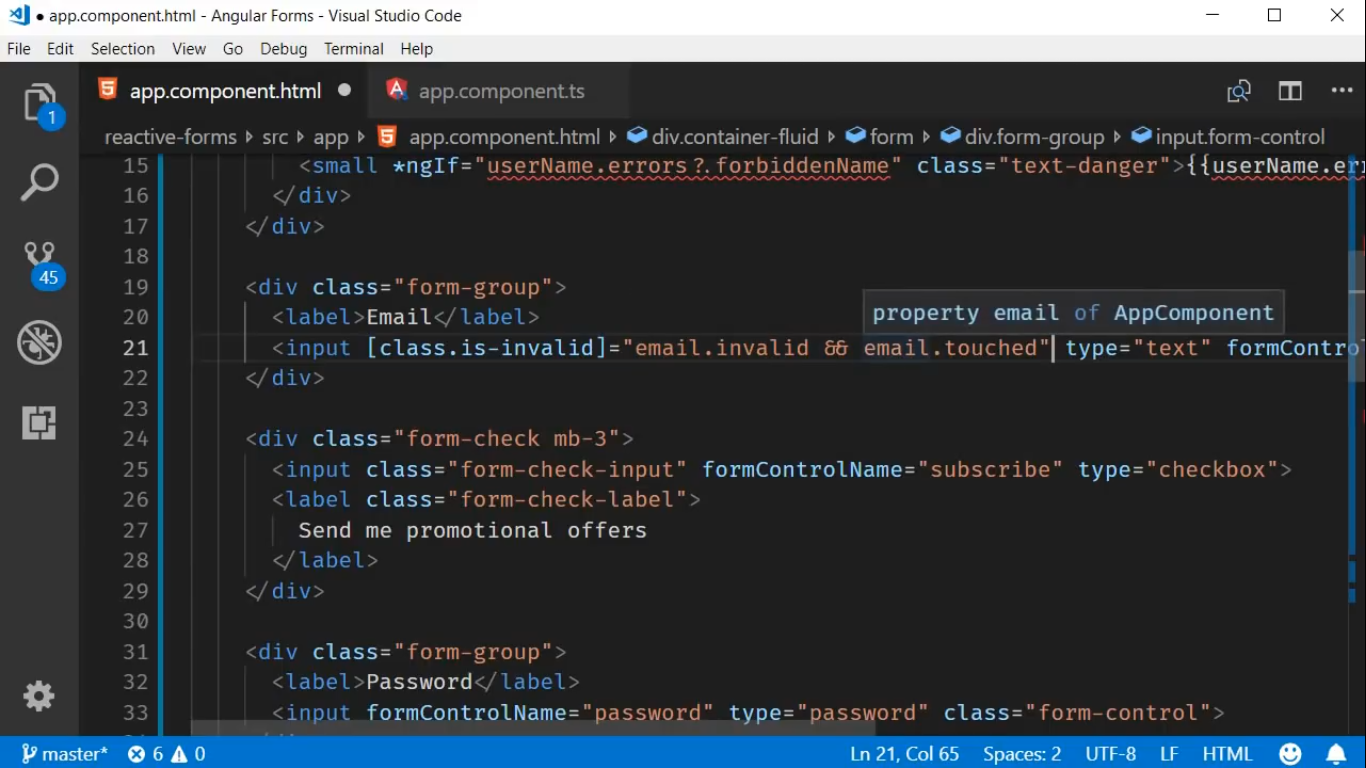 ● app.component.html - Angular Forms - Visual Studio Code
File Edit Selection View Go Debug Terminal Help
1
app.component.html ● app.component.ts
reactive-forms › src › app › app.component.html › div.container-fluid › form › div.form-group › input.form-control
15 <small *ngIf="userName.errors?.forbiddenName" class="text-danger">{{userName.err
16 </div>
17 </div>
18
45
19 <div class="form-group">
20 <label>Email</label>
property email of AppComponent
21 <input [class.is-invalid]="email.invalid && email.touched" type="text" formContro
22 </div>
23
24 <div class="form-check mb-3">
25 <input class="form-check-input" formControlName="subscribe" type="checkbox">
26 <label class="form-check-label">
27 Send me promotional offers
28 </label>
29 </div>
30
31 <div class="form-group">
32 <label>Password</label>
33 <input formControlName="password" type="password" class="form-control">
master* 6 0 Ln 21, Col 65 Spaces: 2 UTF-8 LF HTML